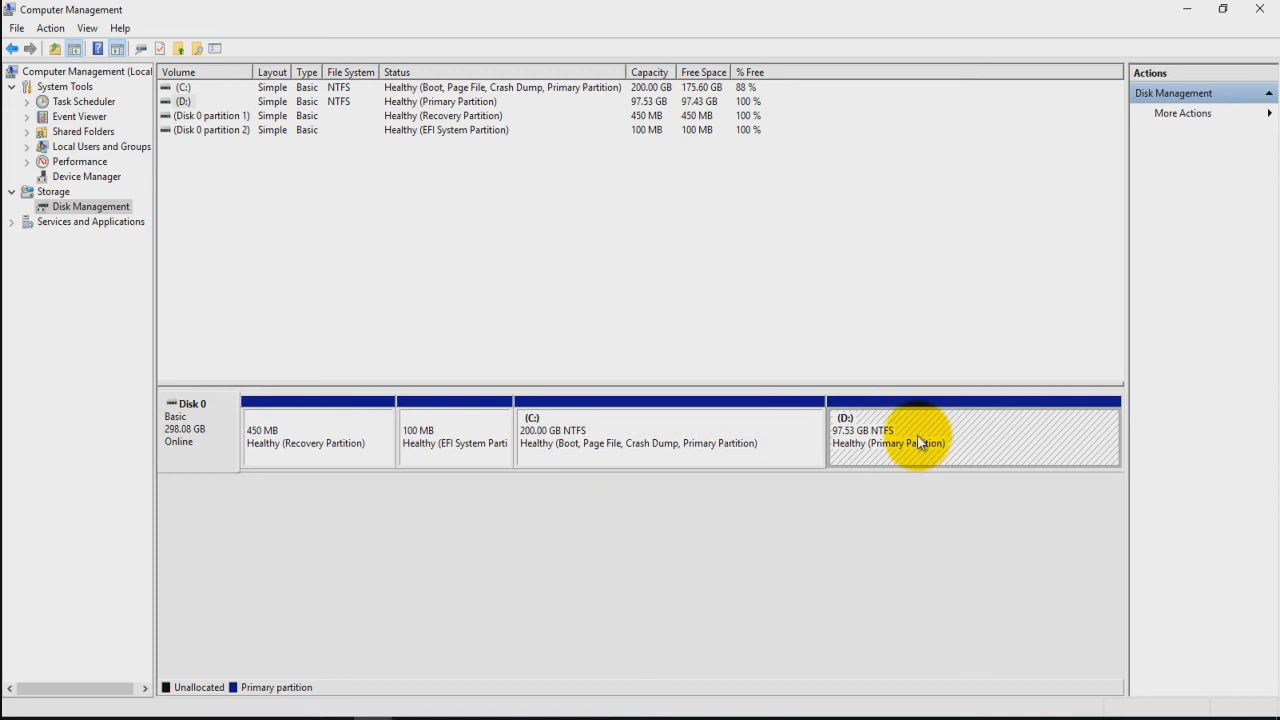 Computer Management
File Action View Help
Computer Management (Local
System Tools
Task Scheduler
Event Viewer
Shared Folders
Local Users and Groups
Performance
Device Manager
Storage
Disk Management
Services and Applications
Volume Layout Type File System Status Capacity Free Space % Free
(C:) Simple Basic NTFS Healthy (Boot, Page File, Crash Dump, Primary Partition) 200.00 GB 175.60 GB 88 %
(D:) Simple Basic NTFS Healthy (Primary Partition) 97.53 GB 97.43 GB 100 %
(Disk 0 partition 1) Simple Basic Healthy (Recovery Partition) 450 MB 450 MB 100 %
(Disk 0 partition 2) Simple Basic Healthy (EFI System Partition) 100 MB 100 MB 100 %
Disk 0
Basic
298.08 GB
Online
450 MB
Healthy (Recovery Partition)
100 MB
Healthy (EFI System Parti
(C:)
200.00 GB NTFS
Healthy (Boot, Page File, Crash Dump, Primary Partition)
(D:)
97.53 GB NTFS
Healthy (Primary Partition)
Unallocated Primary partition
Actions
Disk Management
More Actions